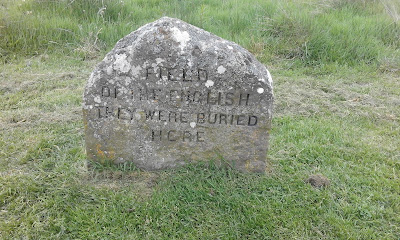 FIELD
OF THE ENGLISH
THEY WERE BURIED
HERE